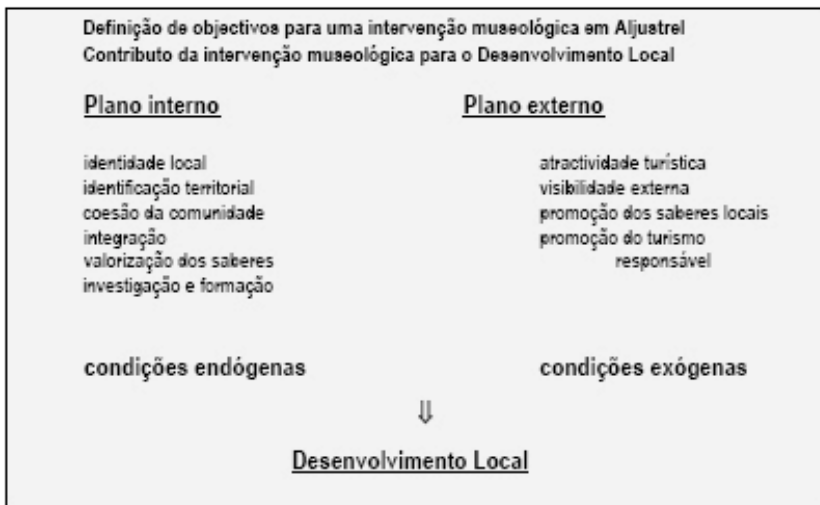 Definição de objectivos para uma intervenção museológica em Aljustrel
Contributo da intervenção museológica para o Desenvolvimento Local
Plano interno
Plano externo
identidade local
identificação territorial
coesão da comunidade
integração
valorização dos saberes
investigação e formação
atractividade turística
visibilidade externa
promoção dos saberes locais
promoção do turismo
responsável
condições endógenas
condições exógenas
⇓
Desenvolvimento Local